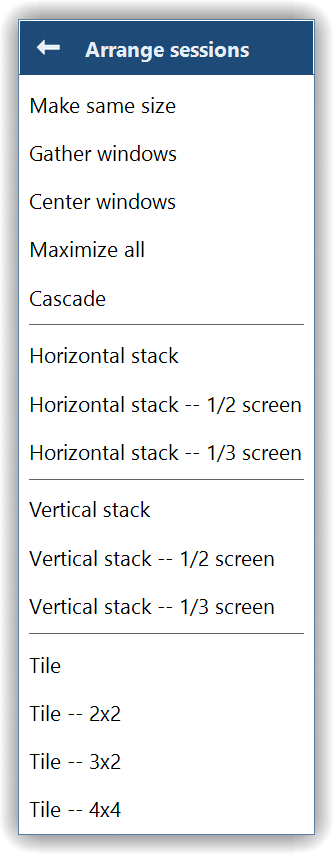 Arrange sessions
Make same size
Gather windows
Center windows
Maximize all
Cascade
Horizontal stack
Horizontal stack -- 1/2 screen
Horizontal stack -- 1/3 screen
Vertical stack
Vertical stack -- 1/2 screen
Vertical stack -- 1/3 screen
Tile
Tile -- 2x2
Tile -- 3x2
Tile -- 4x4